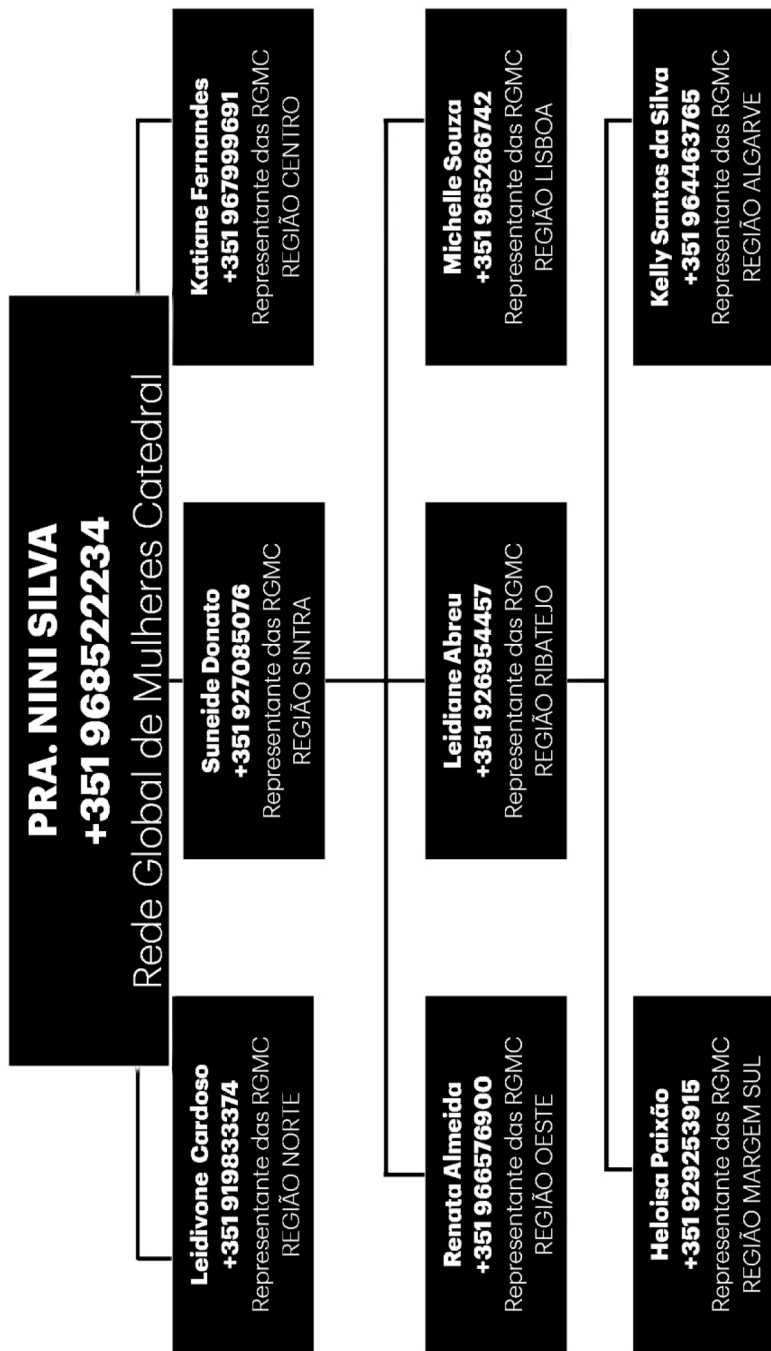 PRA. NINI SILVA
+351 968522234
Rede Global de Mulheres Catedral
Leidivone Cardoso
+351 919833374
Representante das RGMC
REGIÃO NORTE
Suneide Donato
+351 927085076
Representante das RGMC
REGIÃO SINTRA
Katiane Fernandes
+351 967999691
Representante das RGMC
REGIÃO CENTRO
Renata Almeida
+351 966576900
Representante das RGMC
REGIÃO OESTE
Leidiane Abreu
+351 926954457
Representante das RGMC
REGIÃO RIBATEJO
Michelle Souza
+351 965266742
Representante das RGMC
REGIÃO LISBOA
Heloisa Paixão
+351 929253915
Representante das RGMC
REGIÃO MARGEM SUL
Kelly Santos da Silva
+351 964463765
Representante das RGMC
REGIÃO ALGARVE